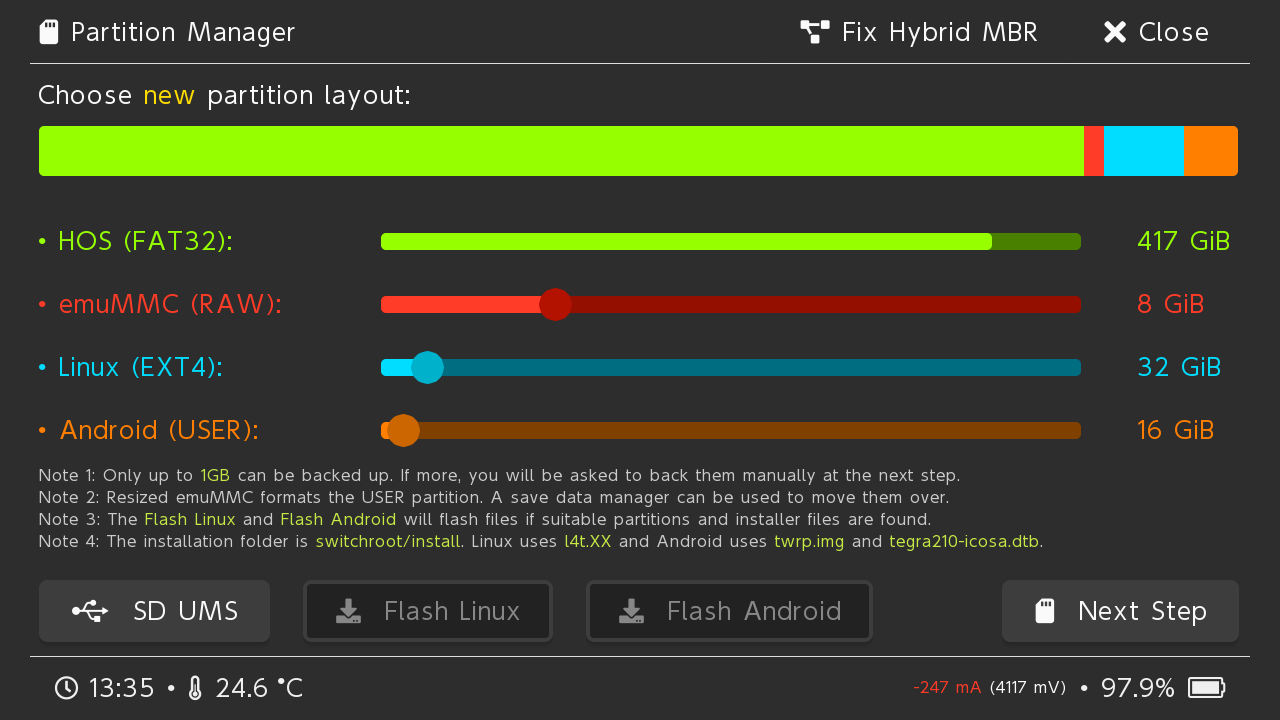 Partition Manager Fix Hybrid MBR Close
Choose new partition layout:
• HOS (FAT32): 417 GiB
• emuMMC (RAW): 8 GiB
• Linux (EXT4): 32 GiB
• Android (USER): 16 GiB
Note 1: Only up to 1GB can be backed up. If more, you will be asked to back them manually at the next step.
Note 2: Resized emuMMC formats the USER partition. A save data manager can be used to move them over.
Note 3: The Flash Linux and Flash Android will flash files if suitable partitions and installer files are found.
Note 4: The installation folder is switchroot/install. Linux uses l4t.XX and Android uses twrp.img and tegra210-icosa.dtb.
SD UMS Flash Linux Flash Android Next Step
13:35 • 24.6 °C -247 mA (4117 mV) • 97.9%